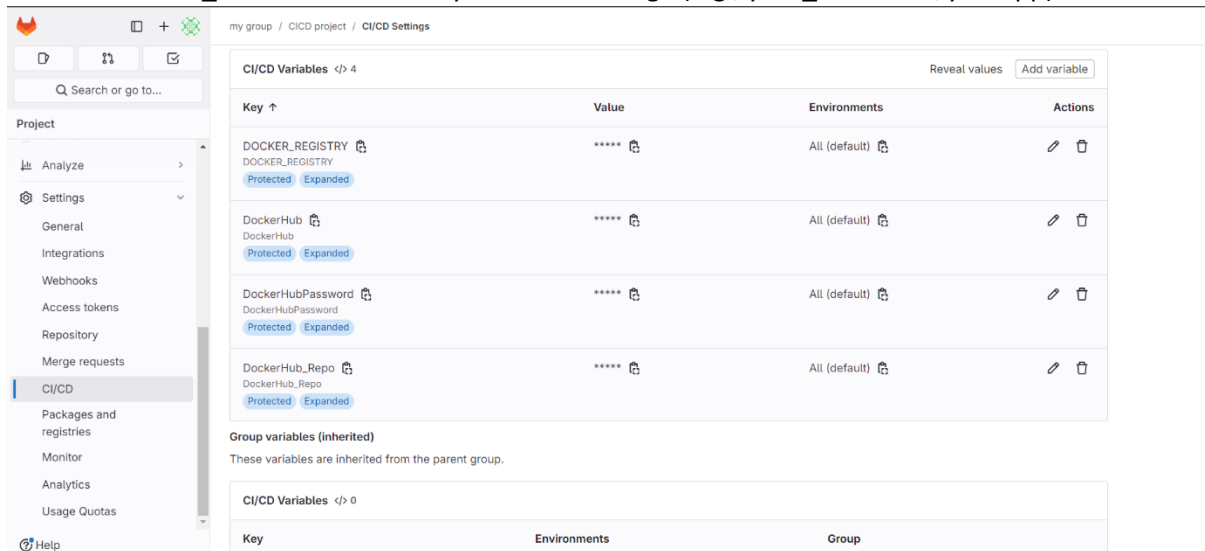 my group / CICD project / CI/CD Settings
Search or go to...
Project
Analyze
Settings
General
Integrations
Webhooks
Access tokens
Repository
Merge requests
CI/CD
Packages and
registries
Monitor
Analytics
Usage Quotas
Help
CI/CD Variables </> 4 Reveal values Add variable
Key ↑ Value Environments Actions
DOCKER_REGISTRY ***** All (default)
DOCKER_REGISTRY
Protected Expanded
DockerHub ***** All (default)
DockerHub
Protected Expanded
DockerHubPassword ***** All (default)
DockerHubPassword
Protected Expanded
DockerHub_Repo ***** All (default)
DockerHub_Repo
Protected Expanded
Group variables (inherited)
These variables are inherited from the parent group.
CI/CD Variables </> 0
Key Environments Group